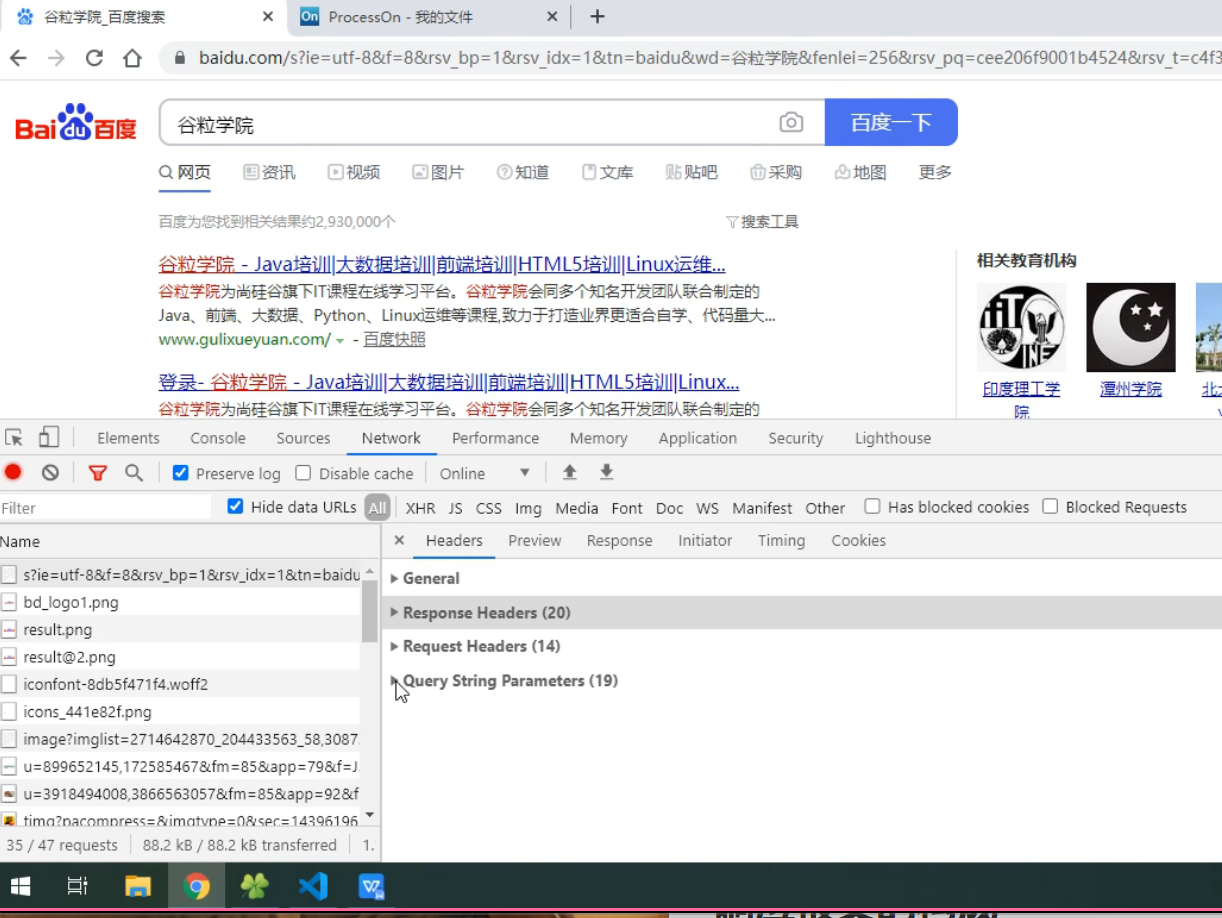 谷粒学院_百度搜索
On ProcessOn - 我的文件
baidu.com/s?ie=utf-8&f=8&rsv_bp=1&rsv_idx=1&tn=baidu&wd=谷粒学院&fenlei=256&rsv_pq=cee206f9001b4524&rsv_t=c4f3
Bai du 百度
谷粒学院
百度一下
网页 资讯 视频 图片 知道 文库 贴吧 采购 地图 更多
百度为您找到相关结果约2,930,000个
搜索工具
谷粒学院 - Java培训|大数据培训|前端培训|HTML5培训|Linux运维...
谷粒学院为尚硅谷旗下IT课程在线学习平台。谷粒学院会同多个知名开发团队联合制定的
Java、前端、大数据、Python、Linux运维等课程,致力于打造业界更适合自学、代码量大...
www.gulixueyuan.com/ - 百度快照
登录- 谷粒学院 - Java培训|大数据培训|前端培训|HTML5培训|Linux...
谷粒学院为尚硅谷旗下IT课程在线学习平台。谷粒学院会同多个知名开发团队联合制定的
相关教育机构
印度理工学院
潭州学院
Elements Console Sources Network Performance Memory Application Security Lighthouse
Preserve log Disable cache Online
Filter Hide data URLs All XHR JS CSS Img Media Font Doc WS Manifest Other Has blocked cookies Blocked Requests
Name
s?ie=utf-8&f=8&rsv_bp=1&rsv_idx=1&tn=baidu
bd_logo1.png
result.png
result@2.png
iconfont-8db5f471f4.woff2
icons_441e82f.png
image?imglist=2714642870_204433563_58,3087
u=899652145,172585467&fm=85&app=79&f=J
u=3918494008,3866563057&fm=85&app=92&f
timg?pacompress=&imgtype=0&sec=14396196
35 / 47 requests 88.2 kB / 88.2 kB transferred 1.
Headers Preview Response Initiator Timing Cookies
General
Response Headers (20)
Request Headers (14)
Query String Parameters (19)